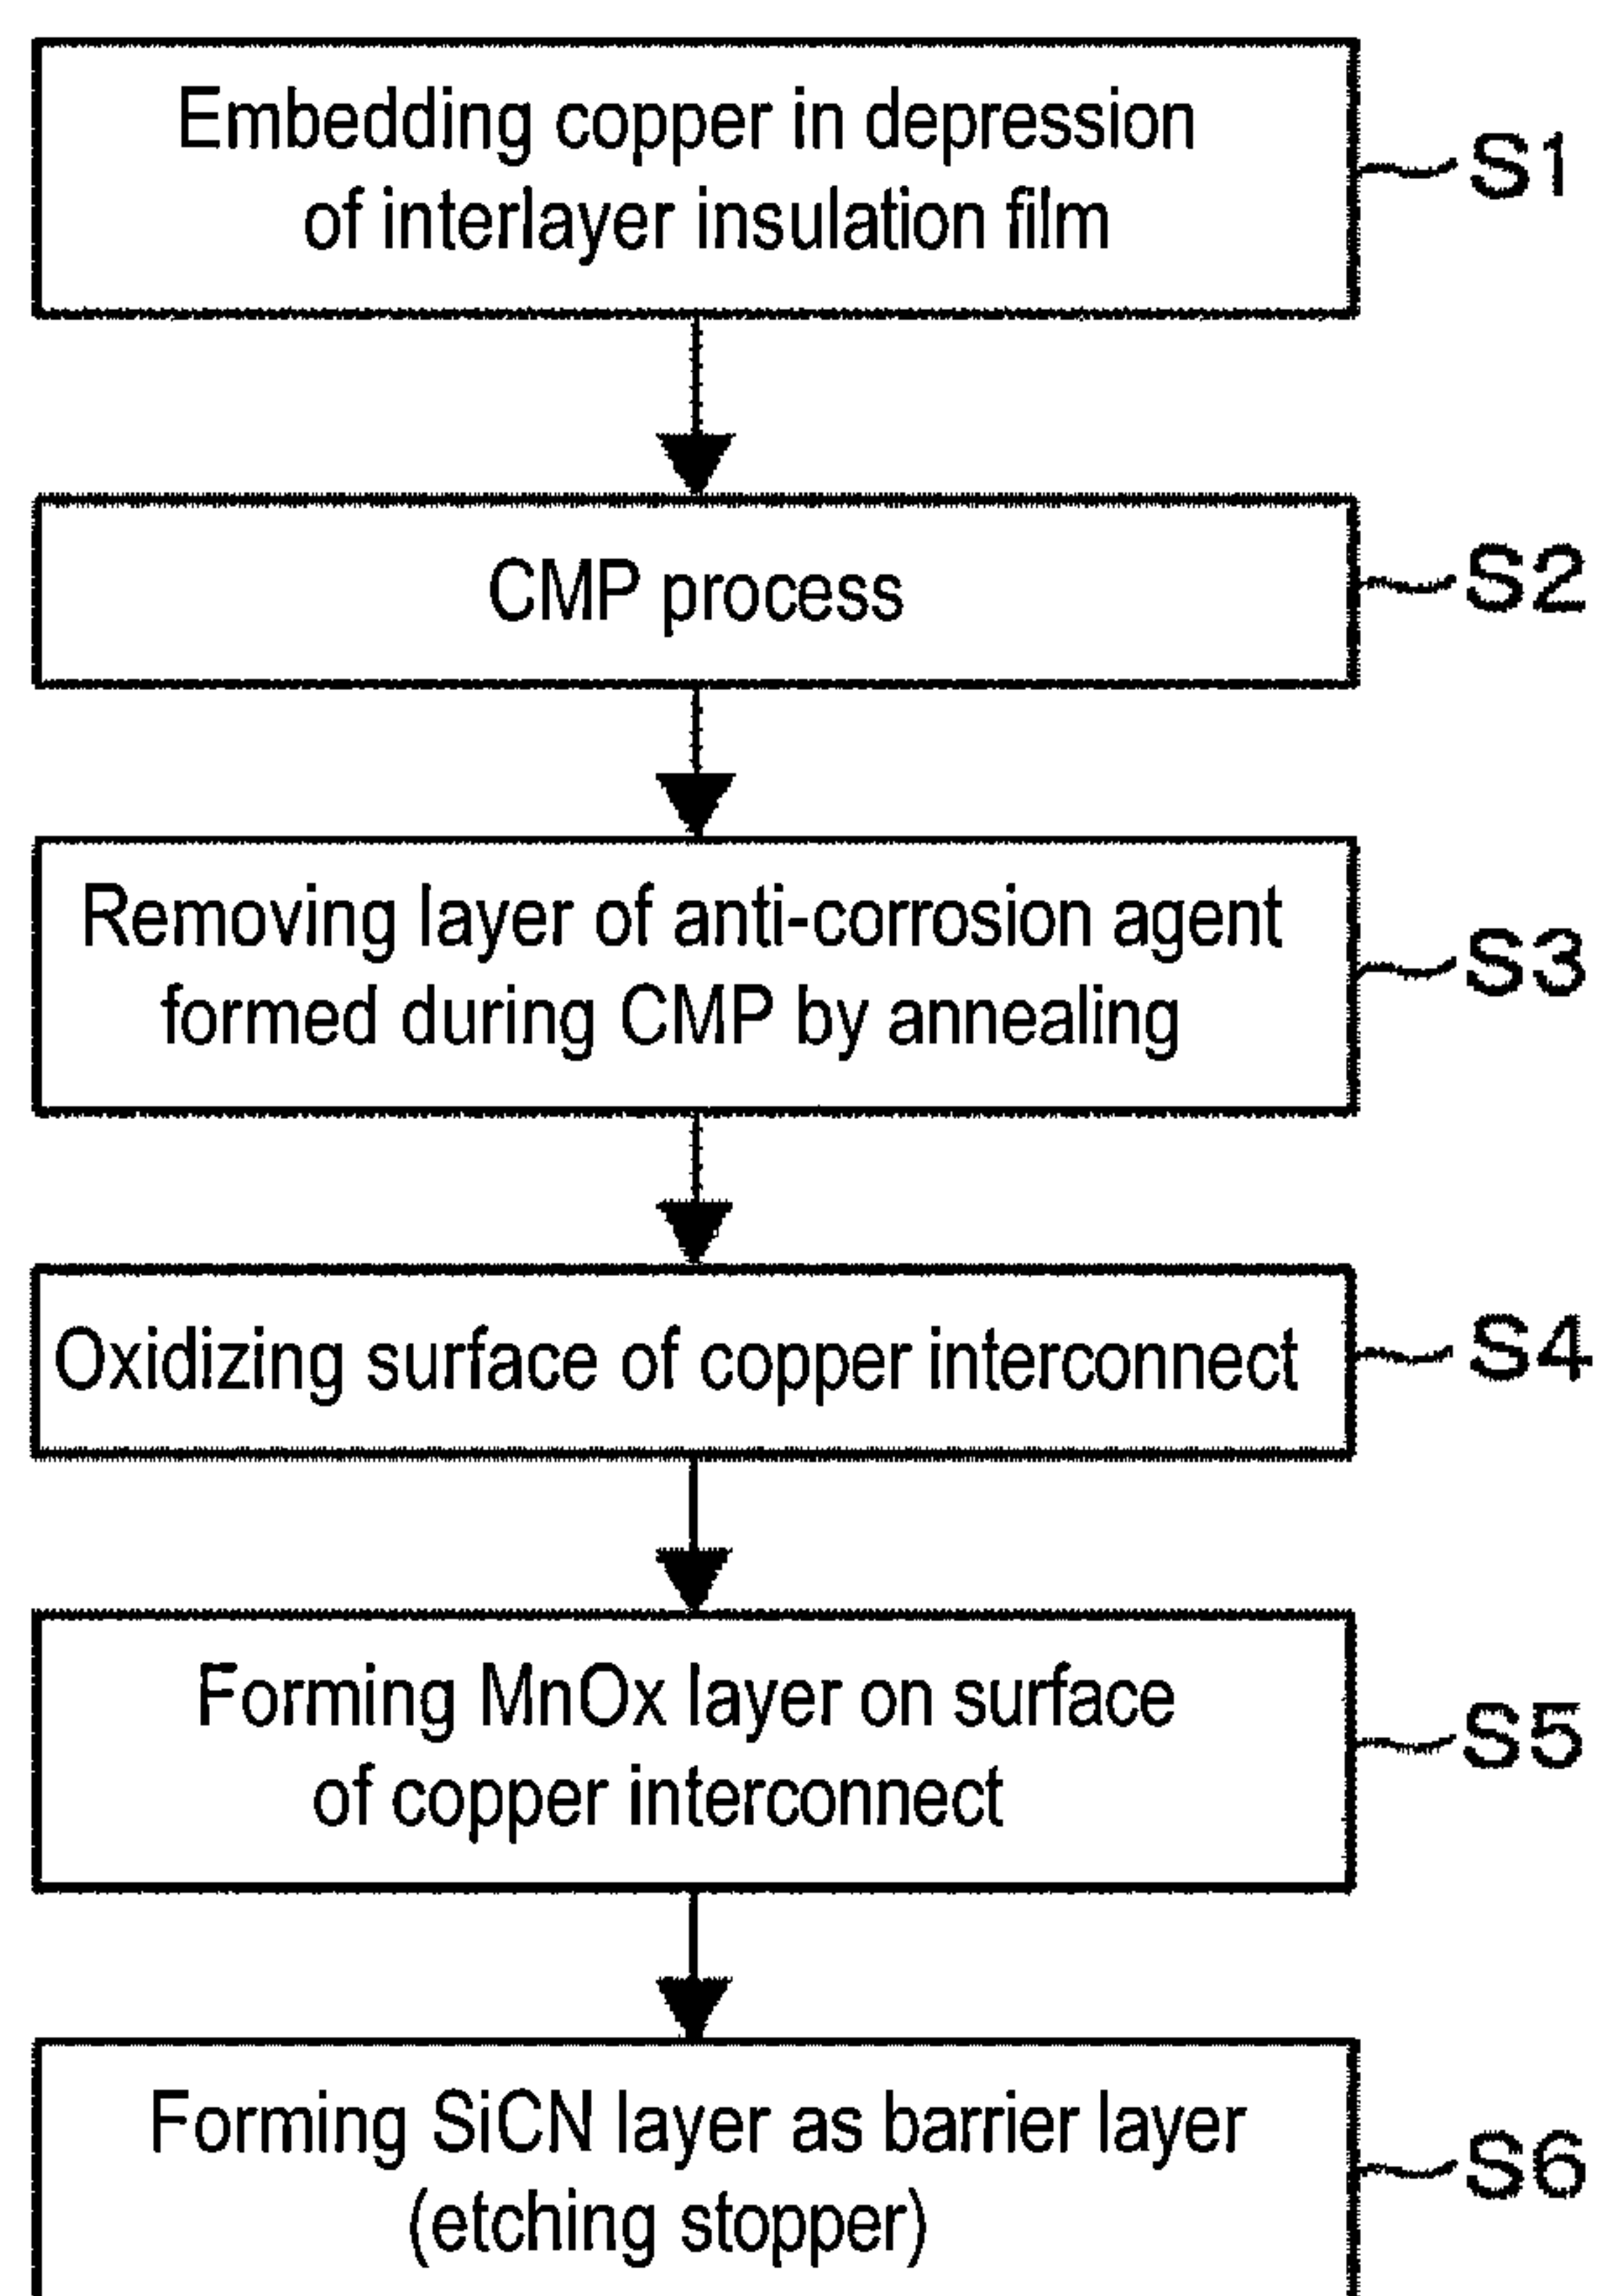 Embedding copper in depression
of interlayer insulation film
S1
CMP process
S2
Removing layer of anti-corrosion agent
formed during CMP by annealing
S3
Oxidizing surface of copper interconnect
S4
Forming MnOx layer on surface
of copper interconnect
S5
Forming SiCN layer as barrier layer
(etching stopper)
S6